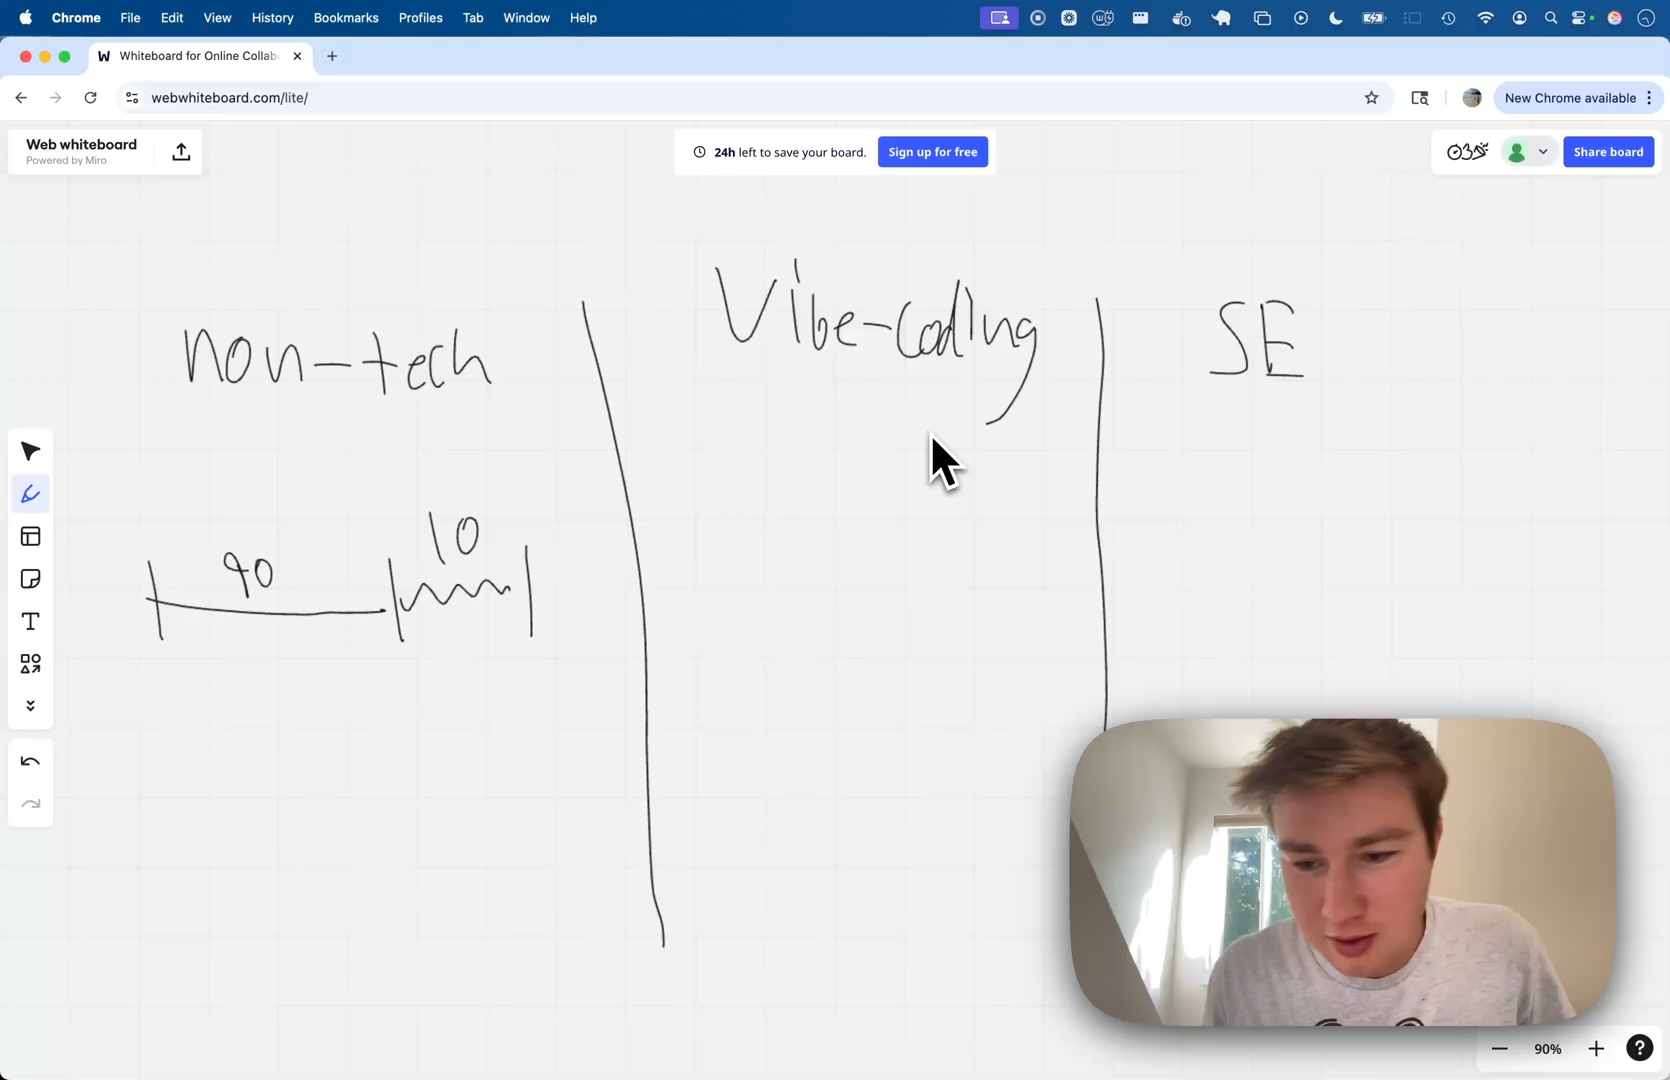 Chrome File Edit View History Bookmarks Profiles Tab Window Help
W Whiteboard for Online Collab
webwhiteboard.com/lite/
New Chrome available
Web whiteboard
Powered by Miro
24h left to save your board.
Sign up for free
Share board
non-tech
Vibe-coding
SE
90
10
T
90%
?